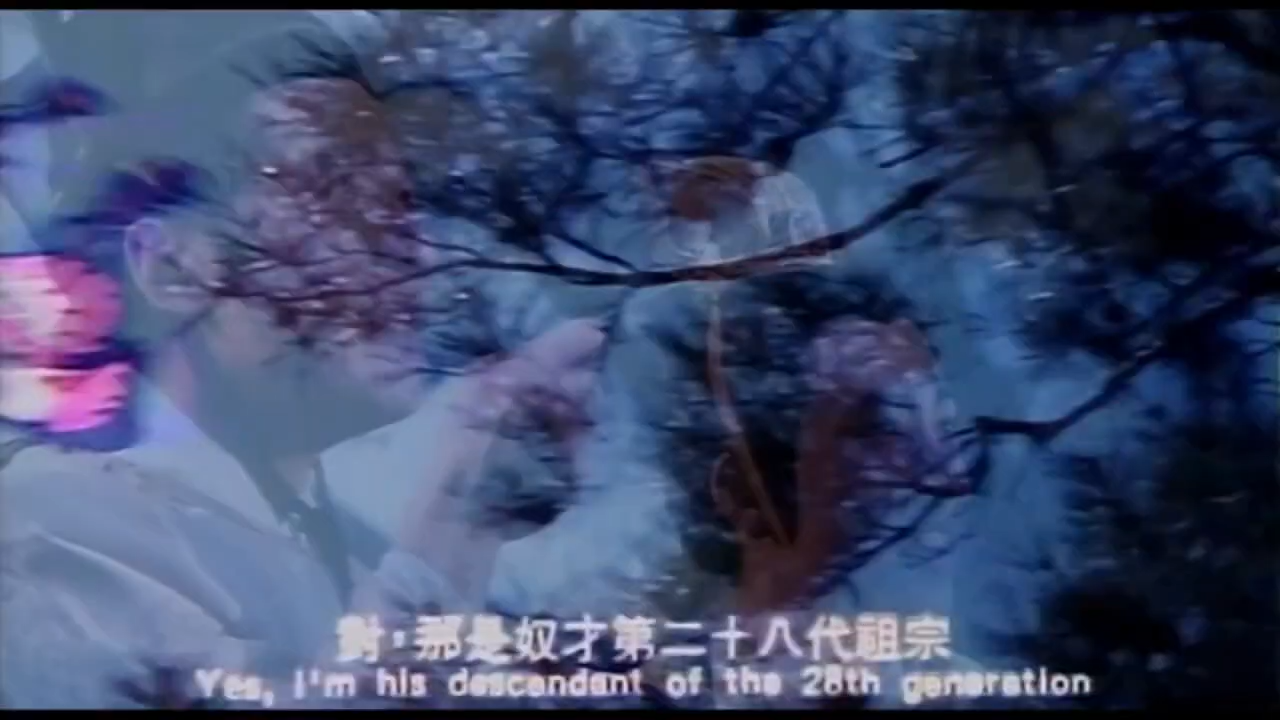 對，那是奴才第二十八代祖宗
Yes, I'm his descendant of the 28th generation